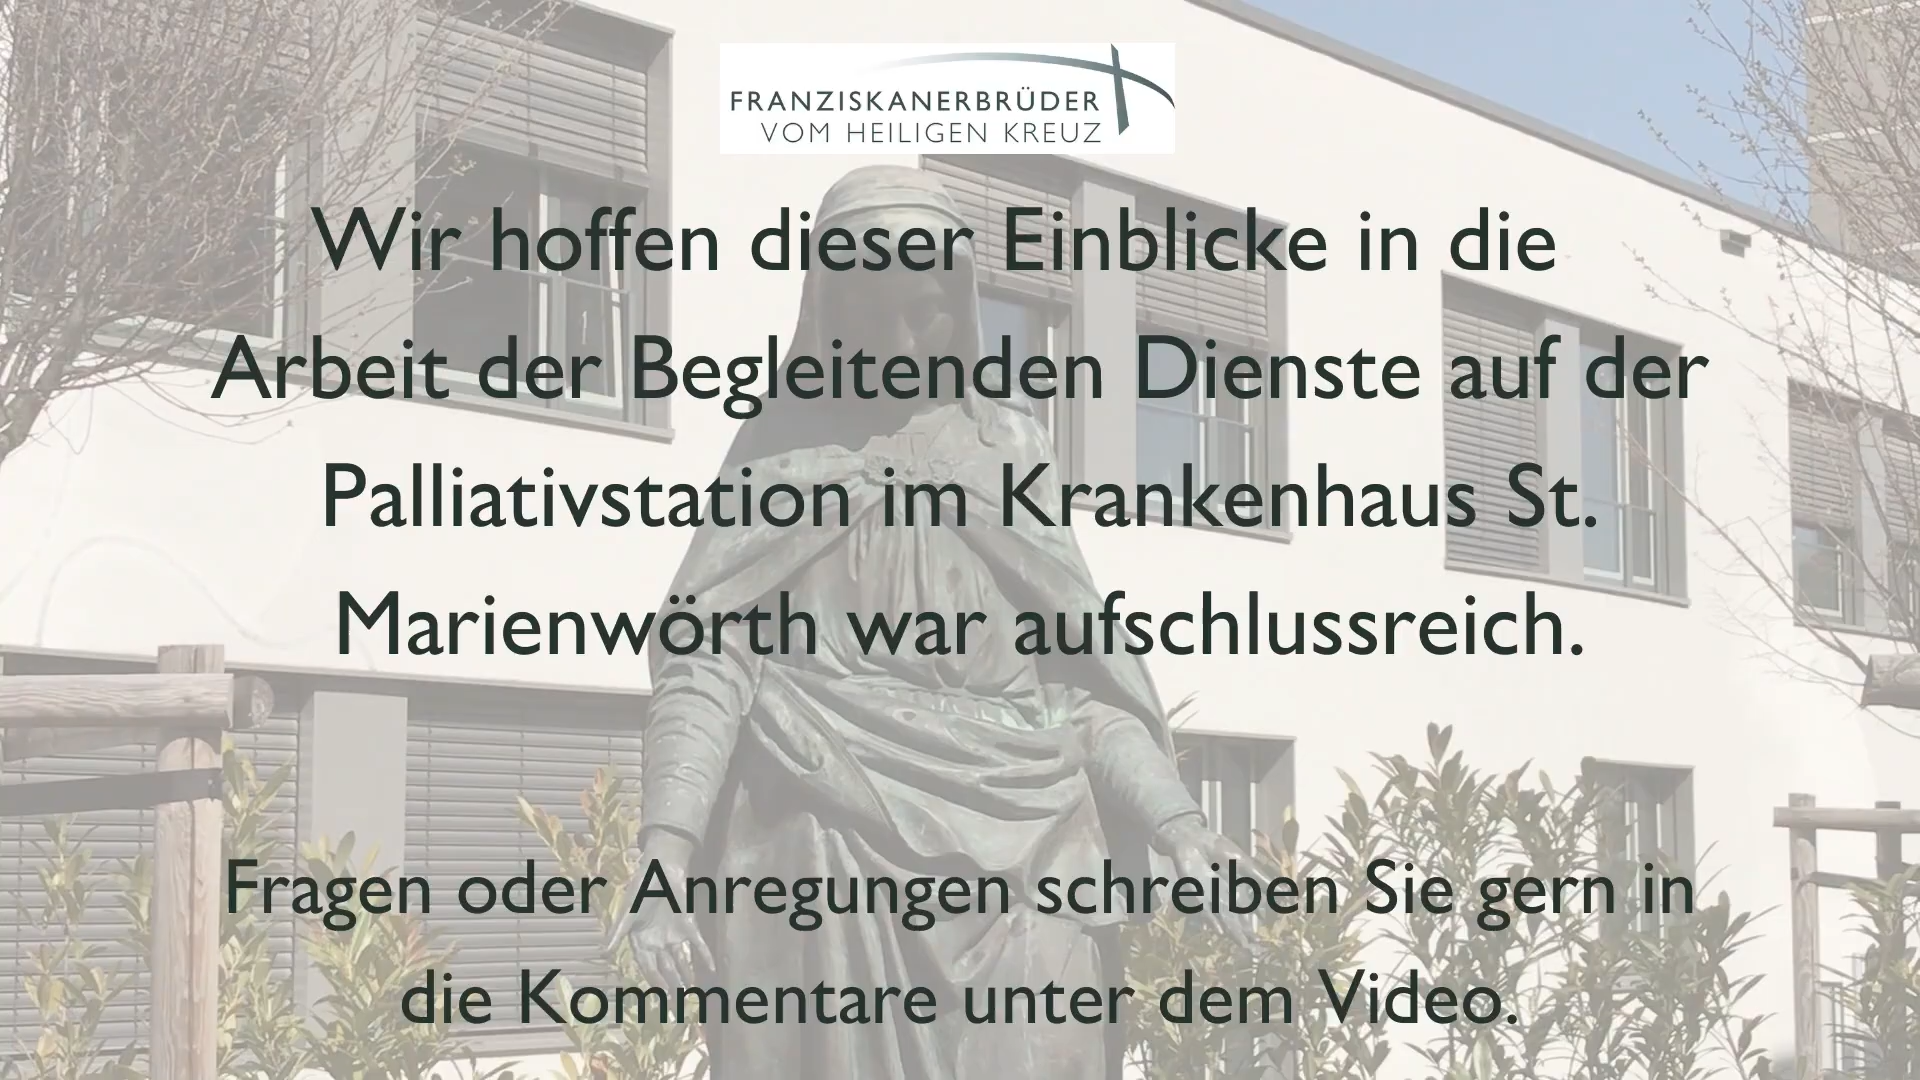 FRANZISKANERBRÜDER
VOM HEILIGEN KREUZ
Wir hoffen dieser Einblicke in die
Arbeit der Begleitenden Dienste auf der
Palliativstation im Krankenhaus St.
Marienwörth war aufschlussreich.
Fragen oder Anregungen schreiben Sie gern in
die Kommentare unter dem Video.